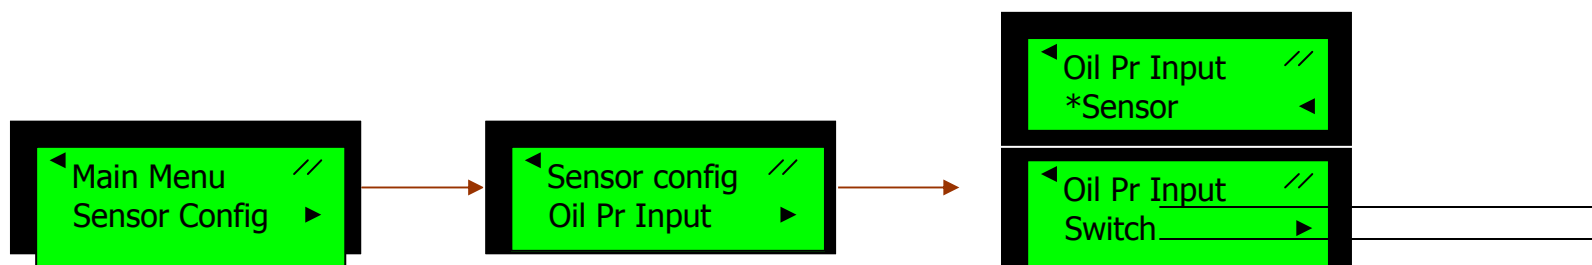 Main Menu
Sensor Config
Sensor config
Oil Pr Input
Oil Pr Input
*Sensor
Oil Pr Input
Switch